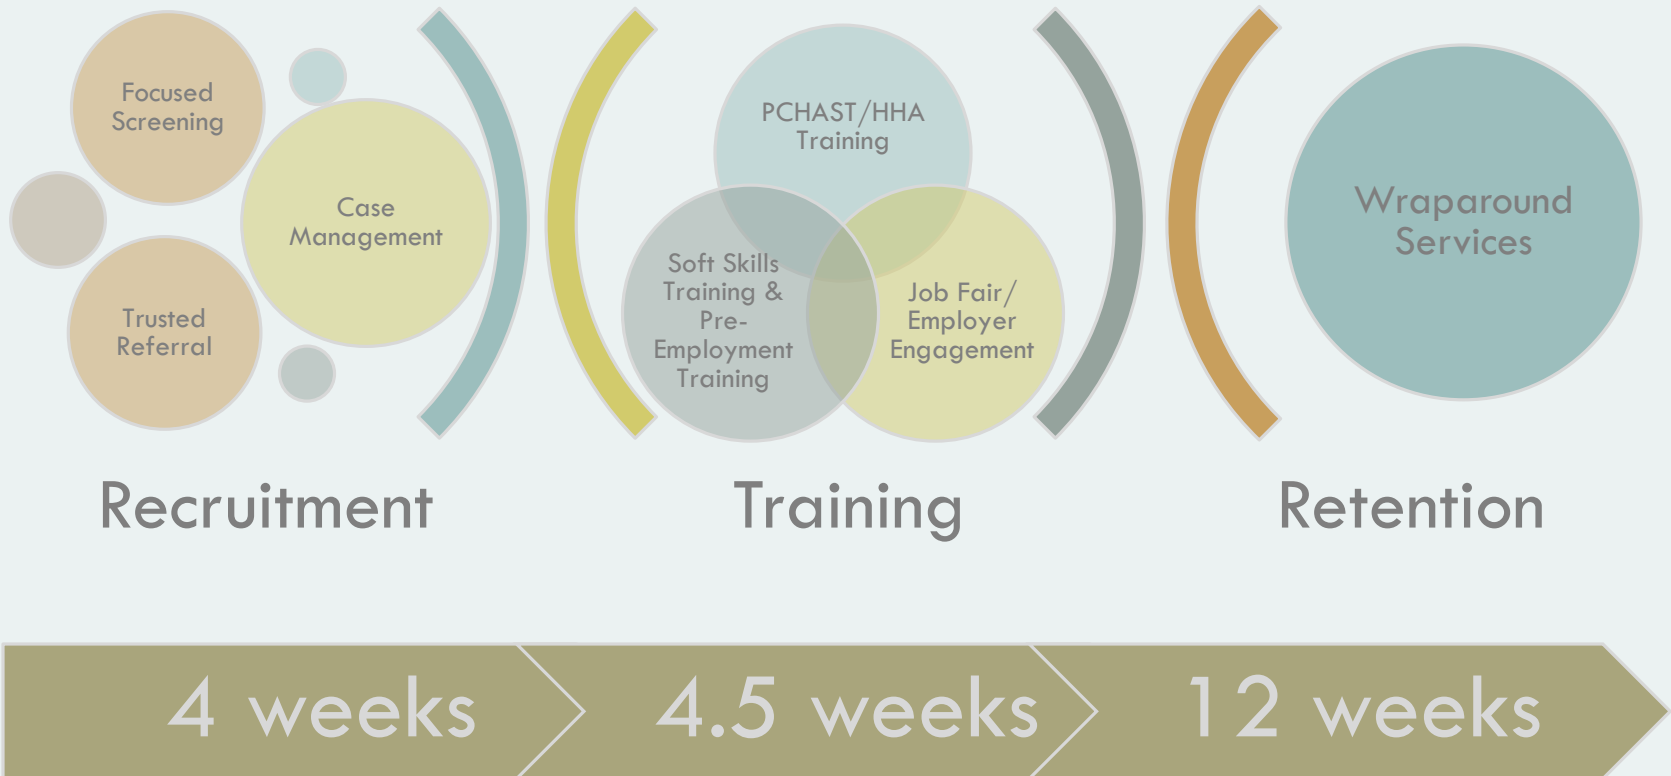 Focused
Screening
Case
Management
Trusted
Referral
PCHAST/HHA
Training
Soft Skills
Training &
Pre-
Employment
Training
Job Fair/
Employer
Engagement
Wraparound
Services
Recruitment
Training
Retention
4 weeks
4.5 weeks
12 weeks